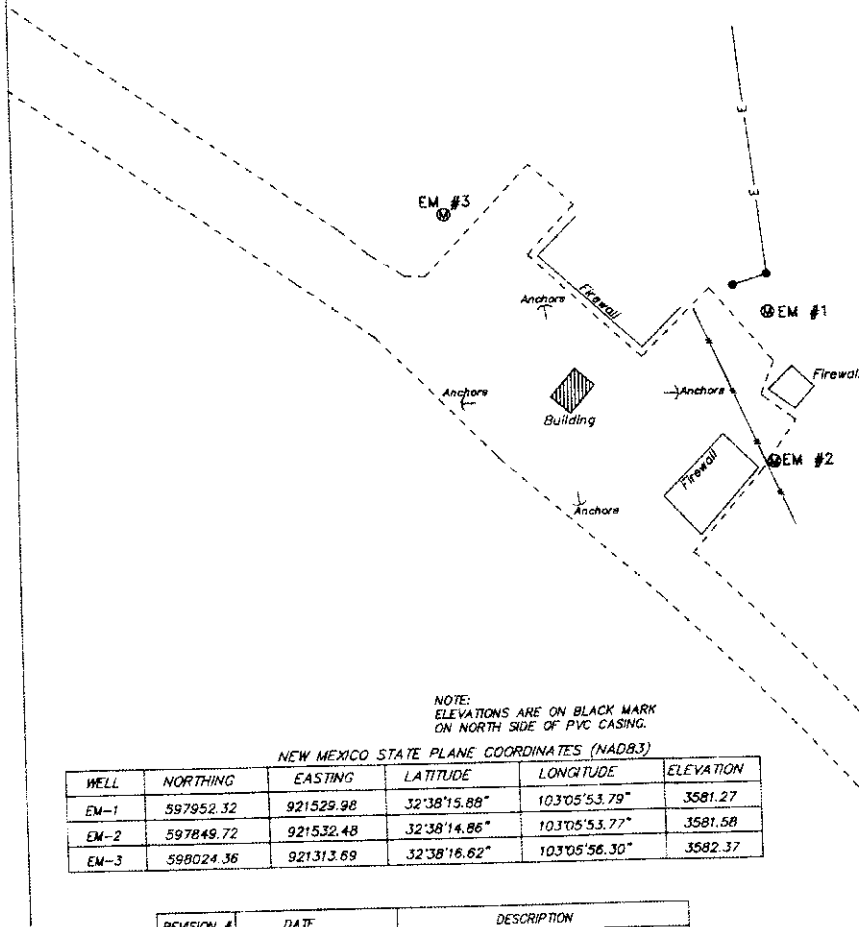 E
E
EM #3
Anchors
Firewall
EM #1
Anchors
Anchors
Firewall
Building
Firewall
EM #2
Anchors
NOTE:
ELEVATIONS ARE ON BLACK MARK
ON NORTH SIDE OF PVC CASING.
NEW MEXICO STATE PLANE COORDINATES (NAD83)
WELL NORTHING EASTING LATITUDE LONGITUDE ELEVATION
EM-1 597952.32 921529.98 32°38'15.88" 103°05'53.79" 3581.27
EM-2 597849.72 921532.48 32°38'14.86" 103°05'53.77" 3581.58
EM-3 598024.36 921313.69 32°38'16.62" 103°05'56.30" 3582.37
REVISION # DATE DESCRIPTION